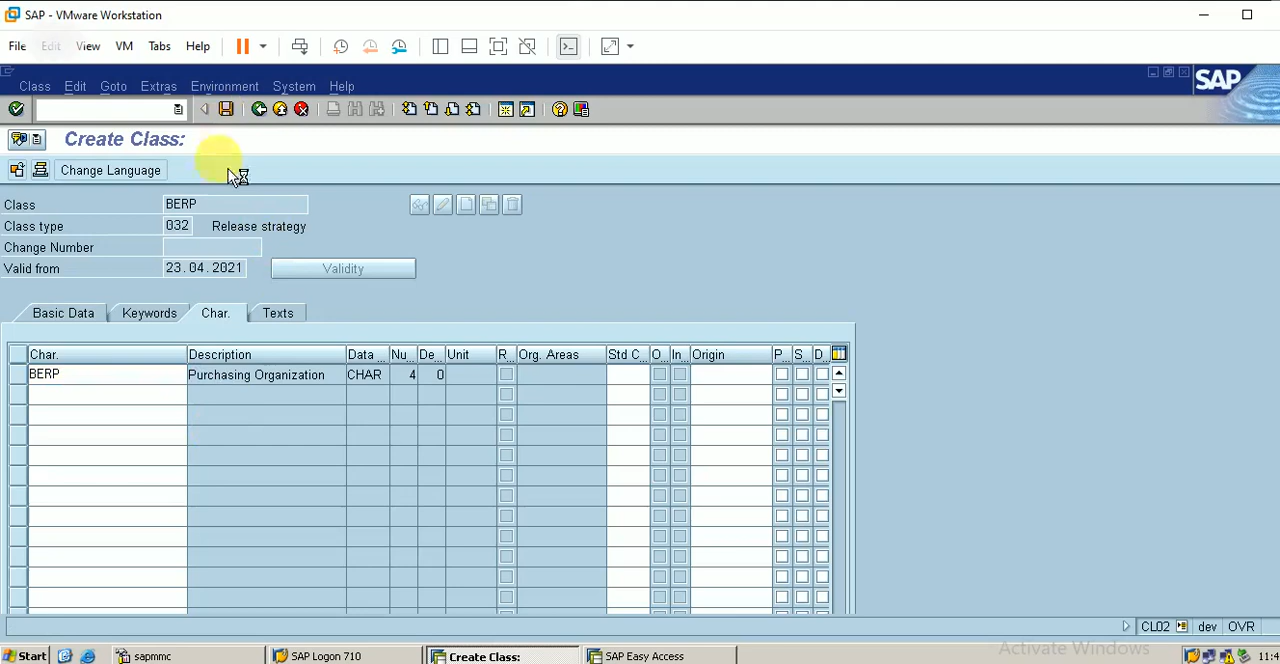 SAP - VMware Workstation
File Edit View VM Tabs Help
Class Edit Goto Extras Environment System Help
SAP
Create Class:
Change Language
Class BERP
Class type 032 Release strategy
Change Number
Valid from 23.04.2021 Validity
Basic Data Keywords Char. Texts
Char. Description Data ... Nu.. De.. Unit R.. Org. Areas Std C.. O.. In.. Origin P.. S.. D..
BERP Purchasing Organization CHAR 4 0
CL02 dev OVR
Activate Windows
Start sapmmc SAP Logon 710 Create Class: SAP Easy Access 11:4